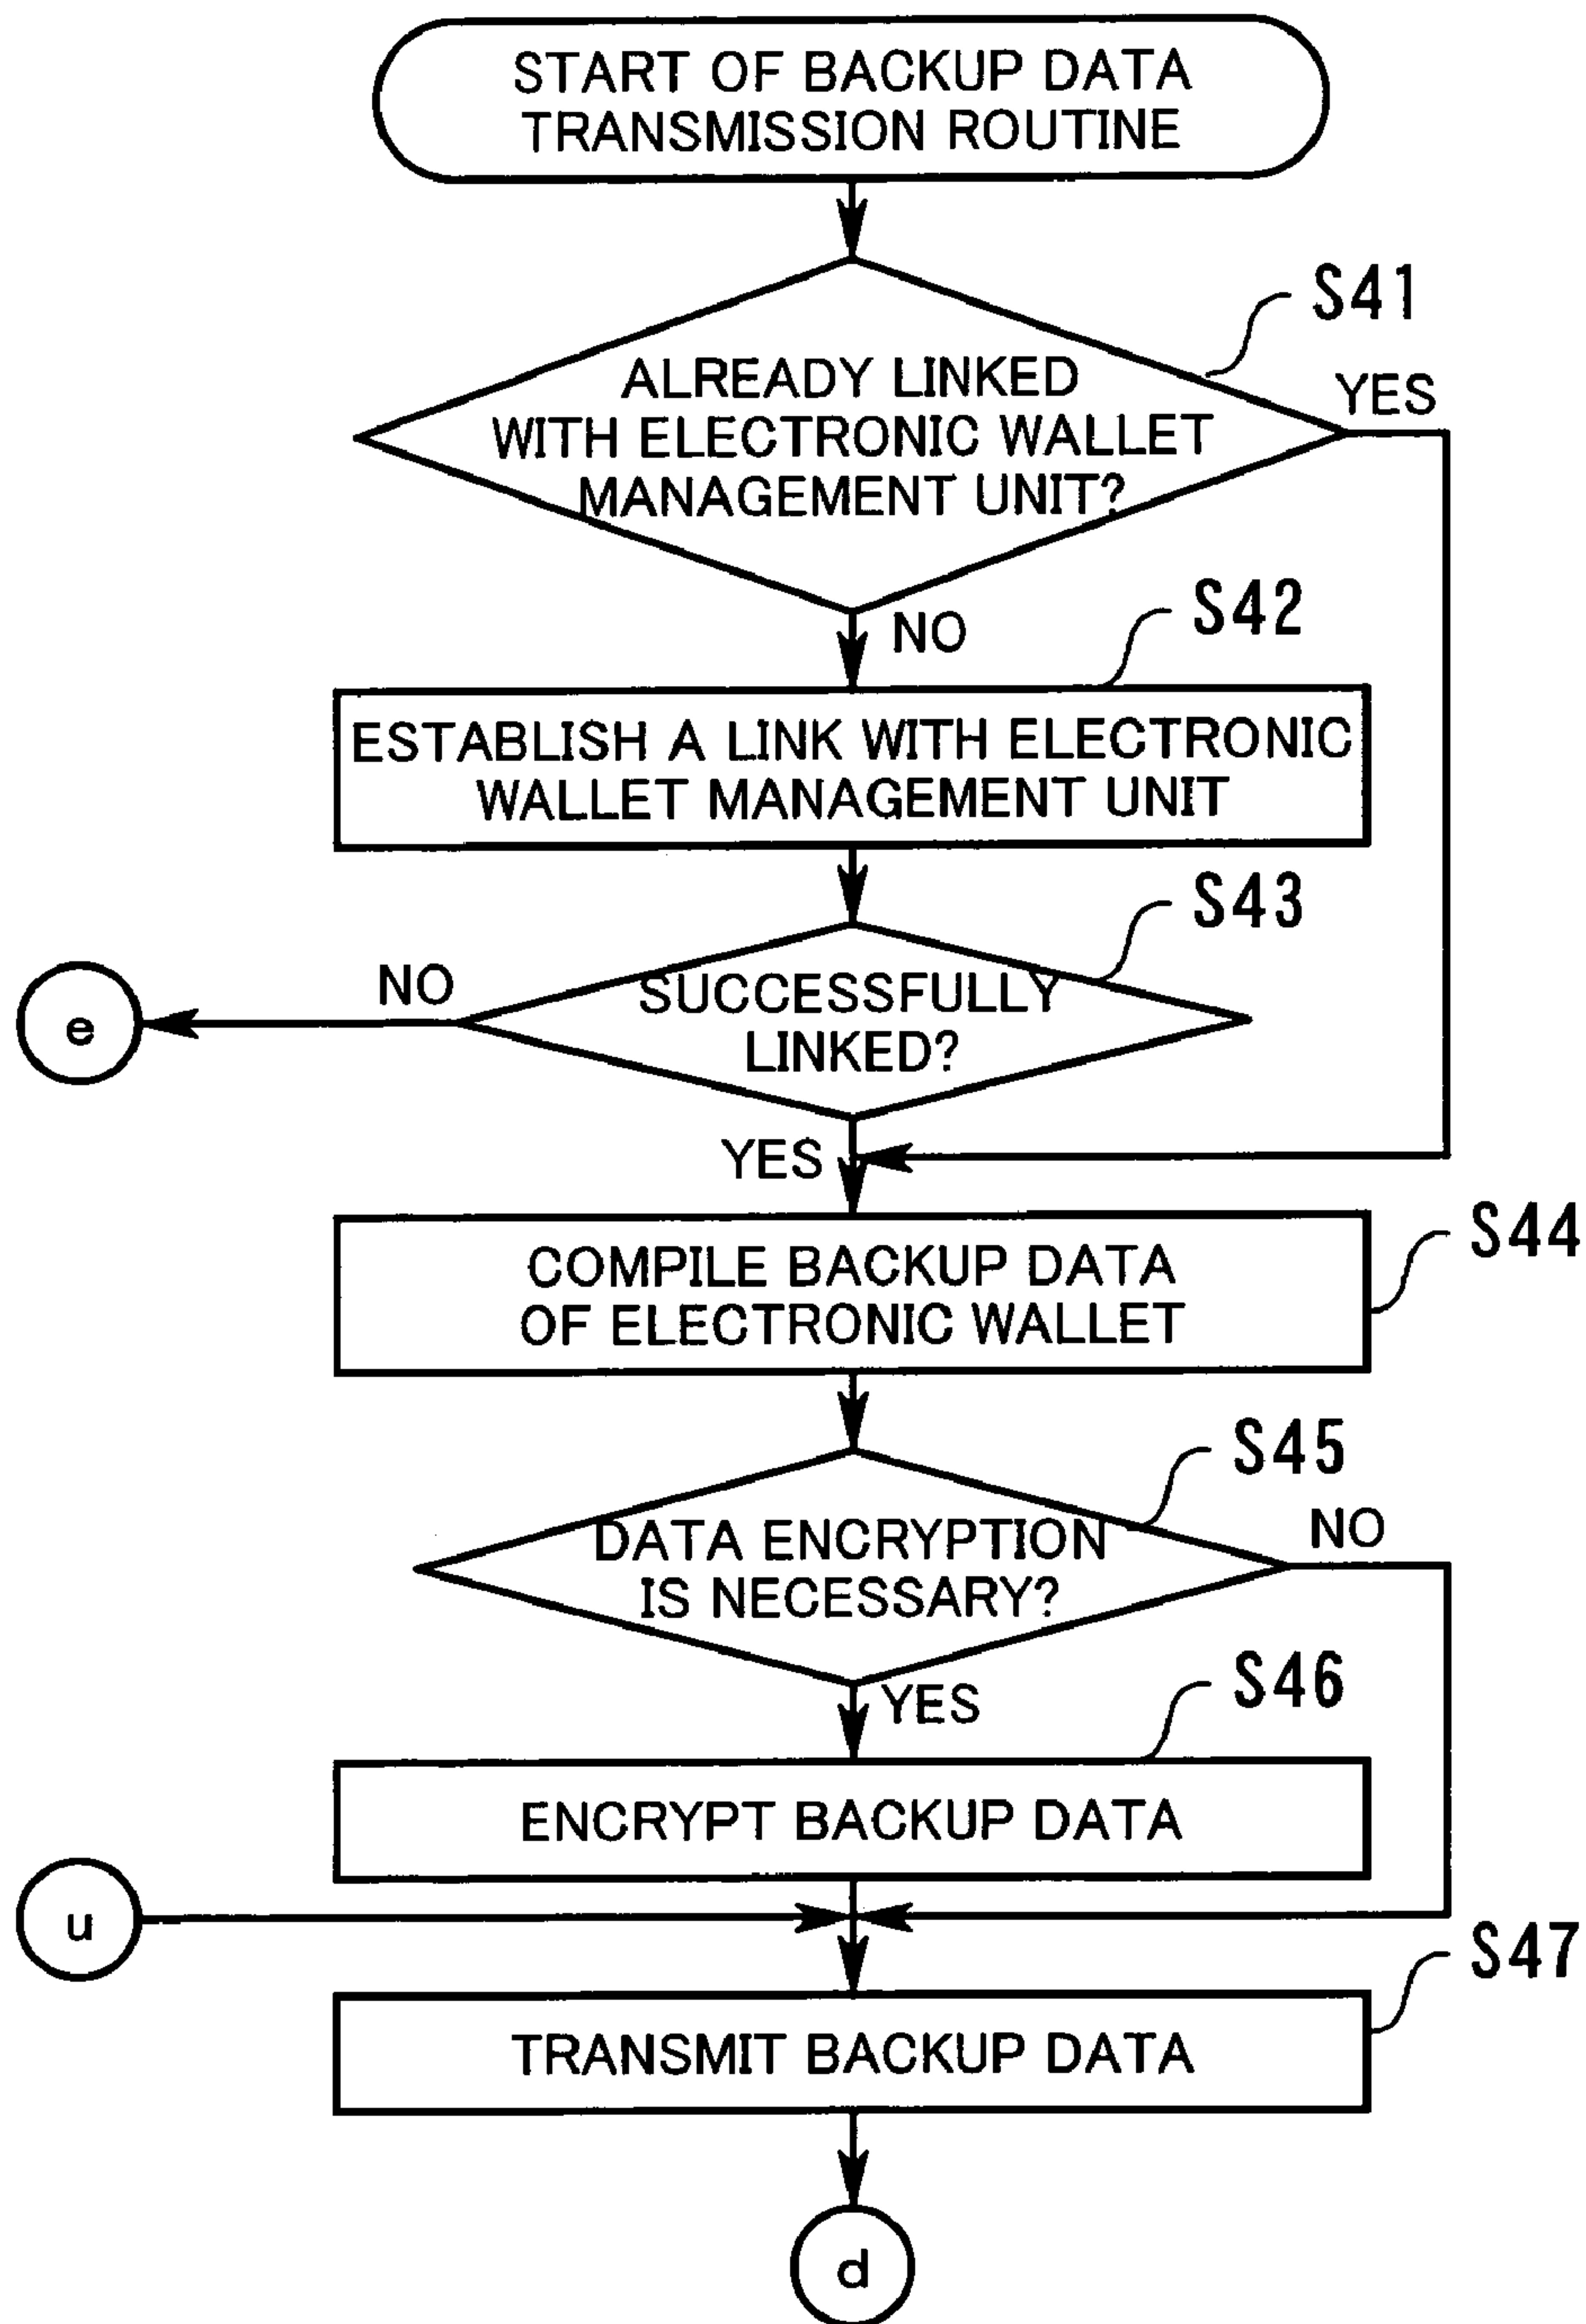 START OF BACKUP DATA
TRANSMISSION ROUTINE
S41
ALREADY LINKED
WITH ELECTRONIC WALLET
MANAGEMENT UNIT?
YES
NO
S42
ESTABLISH A LINK WITH ELECTRONIC
WALLET MANAGEMENT UNIT
S43
NO
SUCCESSFULLY
LINKED?
e
YES
S44
COMPILE BACKUP DATA
OF ELECTRONIC WALLET
S45
DATA ENCRYPTION
IS NECESSARY?
NO
YES
S46
ENCRYPT BACKUP DATA
u
S47
TRANSMIT BACKUP DATA
d